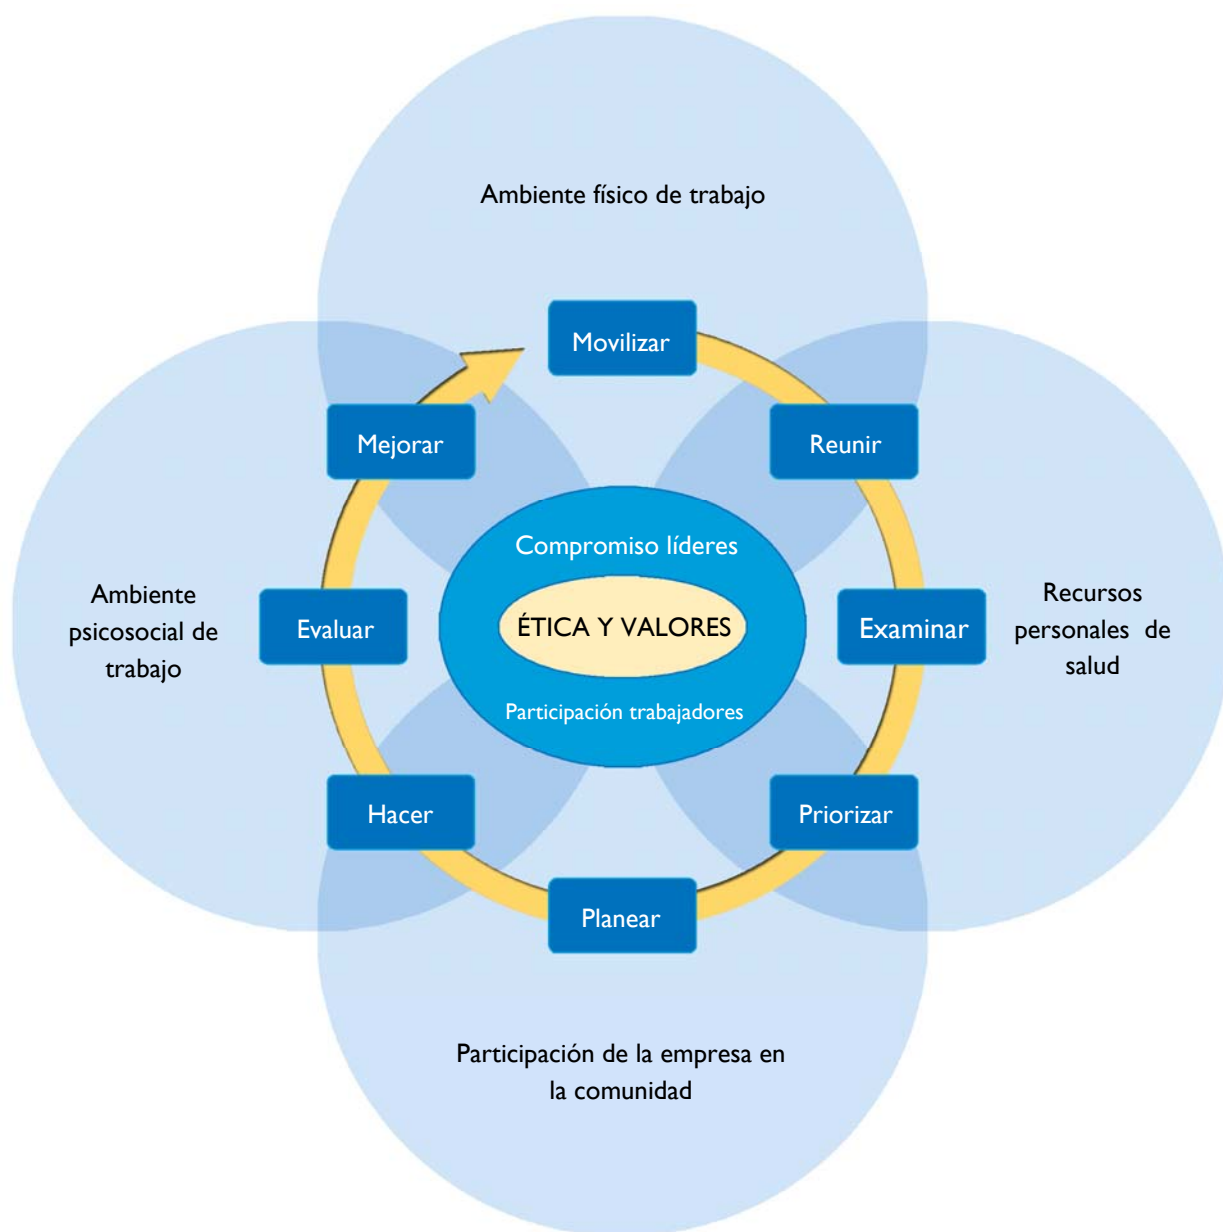 Ambiente físico de trabajo
Movilizar
Mejorar
Reunir
Compromiso líderes
Ambiente
psicosocial de
trabajo
Evaluar
ÉTICA Y VALORES
Examinar
Recursos
personales de
salud
Participación trabajadores
Hacer
Priorizar
Planear
Participación de la empresa en
la comunidad